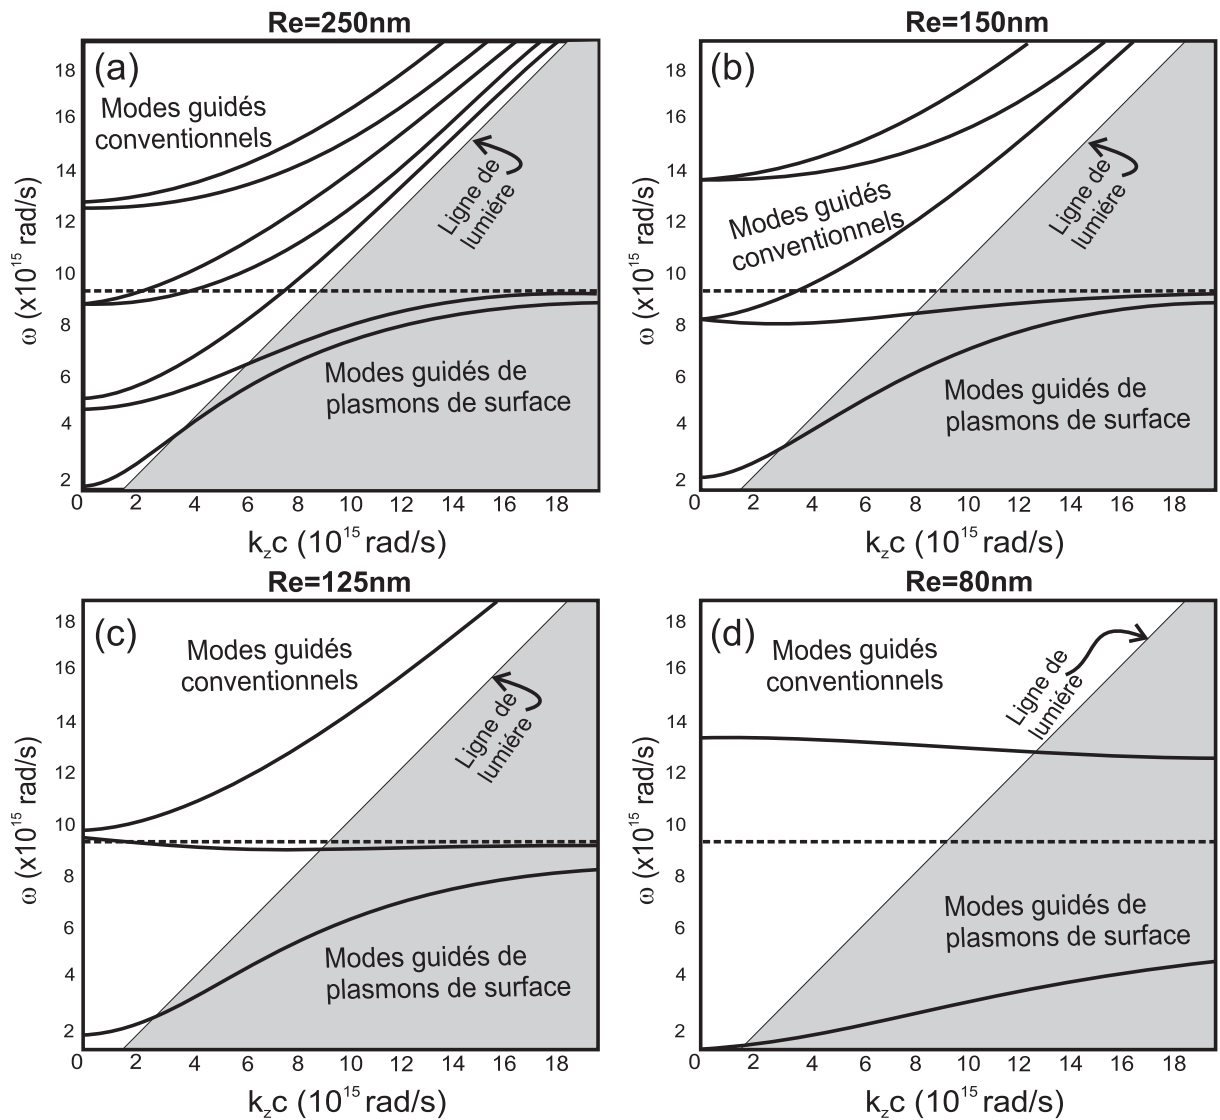 Re=250nm
(a)
Modes guidés
conventionnels
Ligne de
lumiére
Modes guidés de
plasmons de surface
18
16
14
12
10
8
6
4
2
ω (x10¹⁵ rad/s)
0 2 4 6 8 10 12 14 16 18
k_zc (10¹⁵ rad/s)
Re=150nm
(b)
Modes guidés
conventionnels
Ligne de
lumiére
Modes guidés de
plasmons de surface
18
16
14
12
10
8
6
4
2
ω (x10¹⁵ rad/s)
0 2 4 6 8 10 12 14 16 18
k_zc (10¹⁵ rad/s)
Re=125nm
(c)
Modes guidés
conventionnels
Ligne de
lumiére
Modes guidés de
plasmons de surface
18
16
14
12
10
8
6
4
2
ω (x10¹⁵ rad/s)
0 2 4 6 8 10 12 14 16 18
k_zc (10¹⁵ rad/s)
Re=80nm
(d)
Modes guidés
conventionnels
Ligne de
lumiére
Modes guidés de
plasmons de surface
18
16
14
12
10
8
6
4
2
ω (x10¹⁵ rad/s)
0 2 4 6 8 10 12 14 16 18
k_zc (10¹⁵ rad/s)